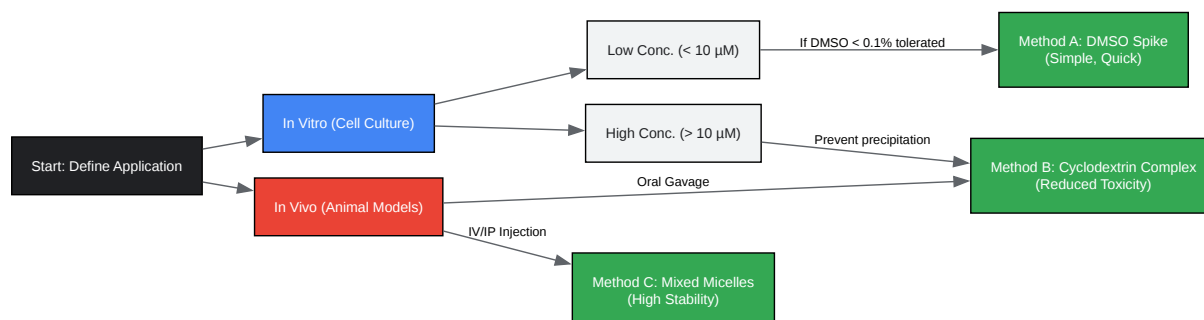 Low Conc. (< 10 µM)
If DMSO < 0.1% tolerated
Method A: DMSO Spike
(Simple, Quick)
In Vitro (Cell Culture)
High Conc. (> 10 µM)
Prevent precipitation
Start: Define Application
Method B: Cyclodextrin Complex
(Reduced Toxicity)
Oral Gavage
In Vivo (Animal Models)
IV/IP Injection
Method C: Mixed Micelles
(High Stability)